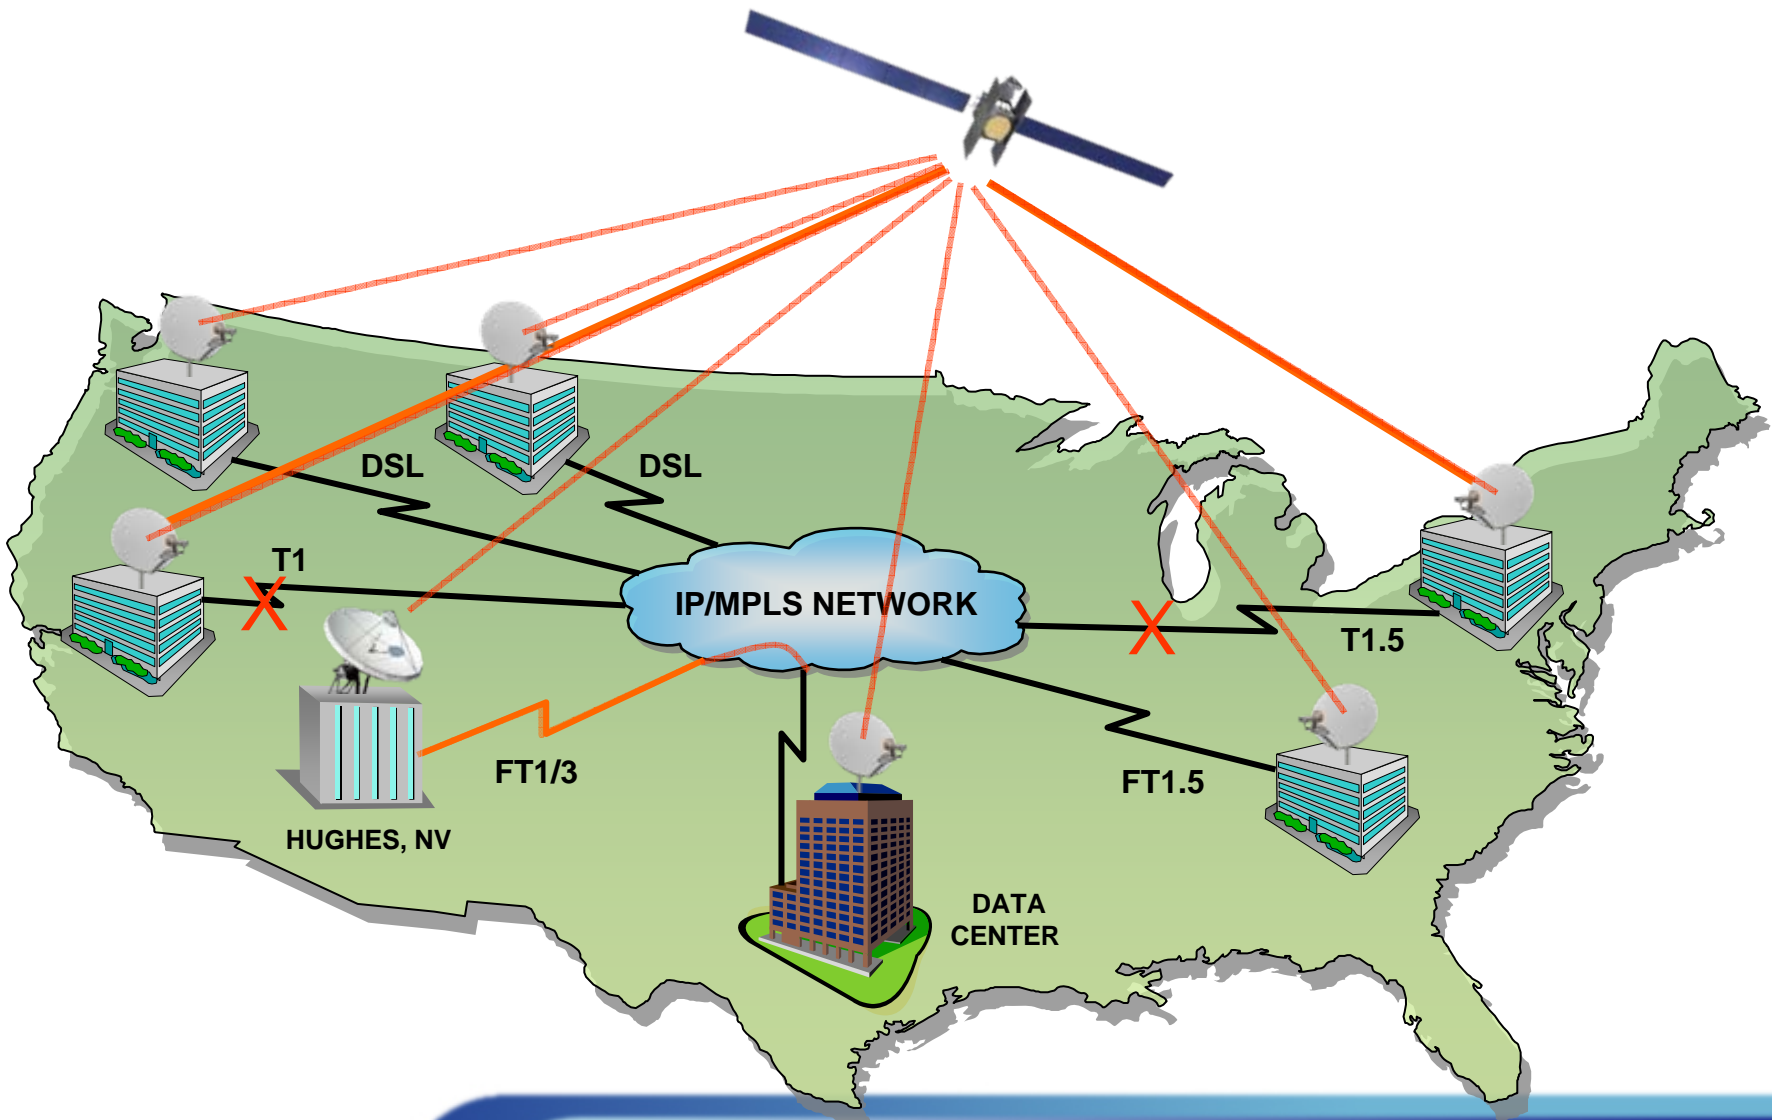 DSL
DSL
T1
IP/MPLS NETWORK
T1.5
FT1/3
FT1.5
HUGHES, NV
DATA
CENTER